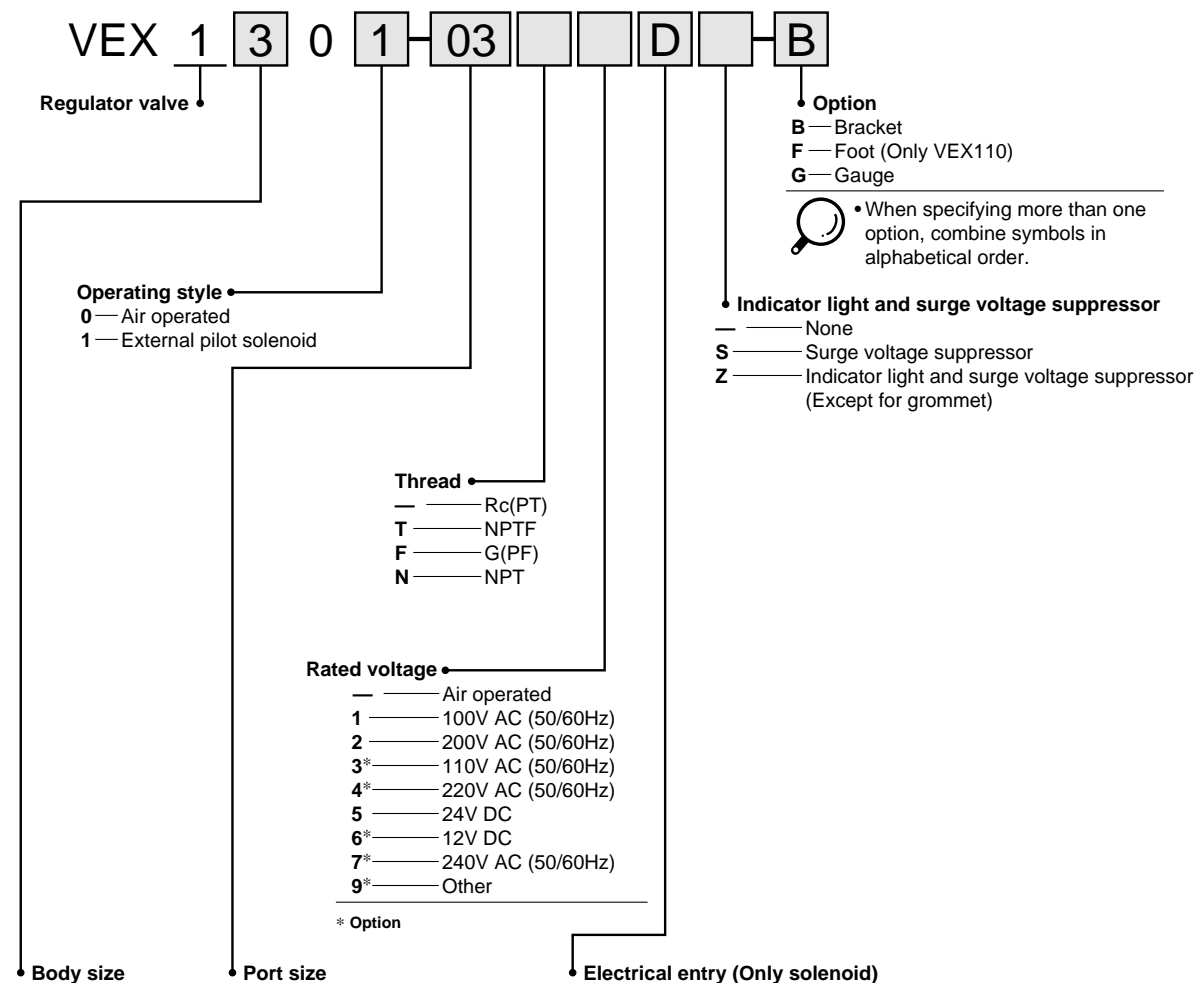 VEX 1 3 0 1-03 D -B
Regulator valve
Option
B — Bracket
F — Foot (Only VEX110)
G — Gauge
• When specifying more than one
option, combine symbols in
alphabetical order.
Operating style
0 — Air operated
1 — External pilot solenoid
Indicator light and surge voltage suppressor
— — None
S — Surge voltage suppressor
Z — Indicator light and surge voltage suppressor
(Except for grommet)
Thread
— — Rc(PT)
T — NPTF
F — G(PF)
N — NPT
Rated voltage
— — Air operated
1 — 100V AC (50/60Hz)
2 — 200V AC (50/60Hz)
3* — 110V AC (50/60Hz)
4* — 220V AC (50/60Hz)
5 — 24V DC
6* — 12V DC
7* — 240V AC (50/60Hz)
9* — Other
* Option
Body size
Port size
Electrical entry (Only solenoid)